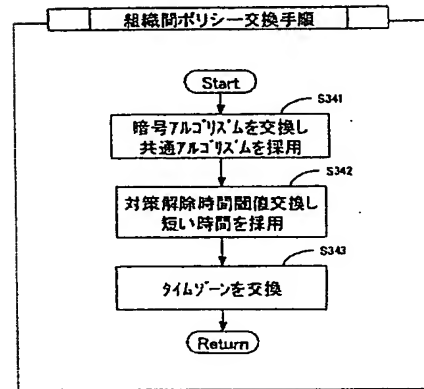 組織間ポリシー交換手順
Start
S341
暗号アルゴリズムを交換し
共通アルゴリズムを採用
S342
対策解除時間閾値交換し
短い時間を採用
S343
タイムゾーンを交換
Return